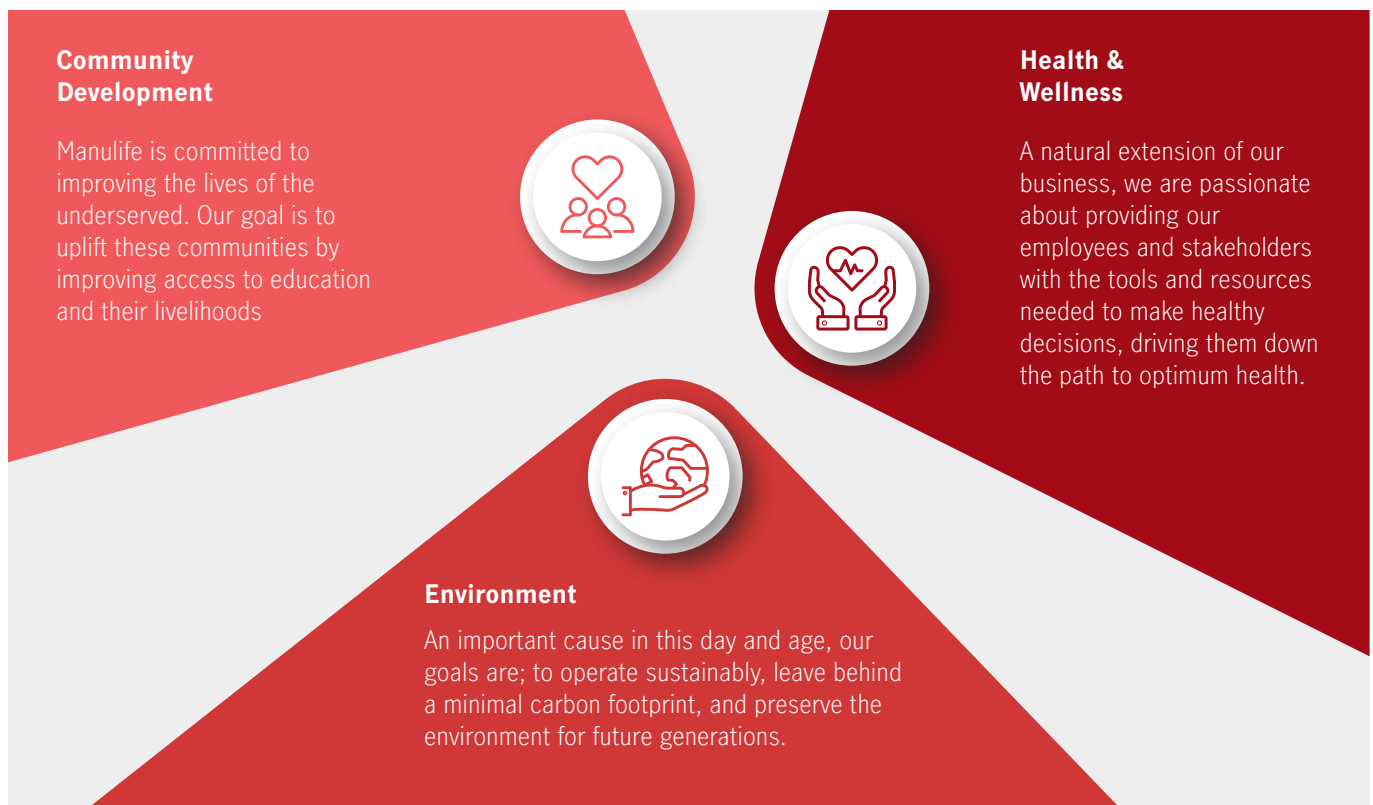 Community
Development
Manulife is committed to
improving the lives of the
underserved. Our goal is to
uplift these communities by
improving access to education
and their livelihoods
Health &
Wellness
A natural extension of our
business, we are passionate
about providing our
employees and stakeholders
with the tools and resources
needed to make healthy
decisions, driving them down
the path to optimum health.
Environment
An important cause in this day and age, our
goals are; to operate sustainably, leave behind
a minimal carbon footprint, and preserve the
environment for future generations.